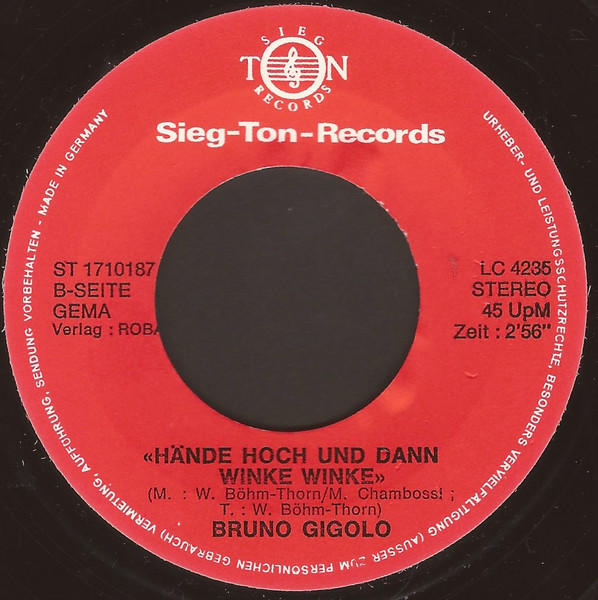 SIEG
TON
RECORDS
Sieg-Ton-Records
ST 1710187
B-SEITE
GEMA
Verlag : ROBA
LC 4235
STEREO
45 UpM
Zeit : 2'56"
«HÄNDE HOCH UND DANN
WINKE WINKE»
(M. : W. Böhm-Thorn/M. Chambossl ;
T. : W. Böhm-Thorn)
BRUNO GIGOLO
URHEBER- UND LEISTUNGSSCHUTZRECHTE, BESONDERS VERVIELFÄLTIGUNG (AUSSER ZUM PERSÖNLICHEN GEBRAUCH) VERMIETUNG, AUFFÜHRUNG, SENDUNG VORBEHALTEN - MADE IN GERMANY